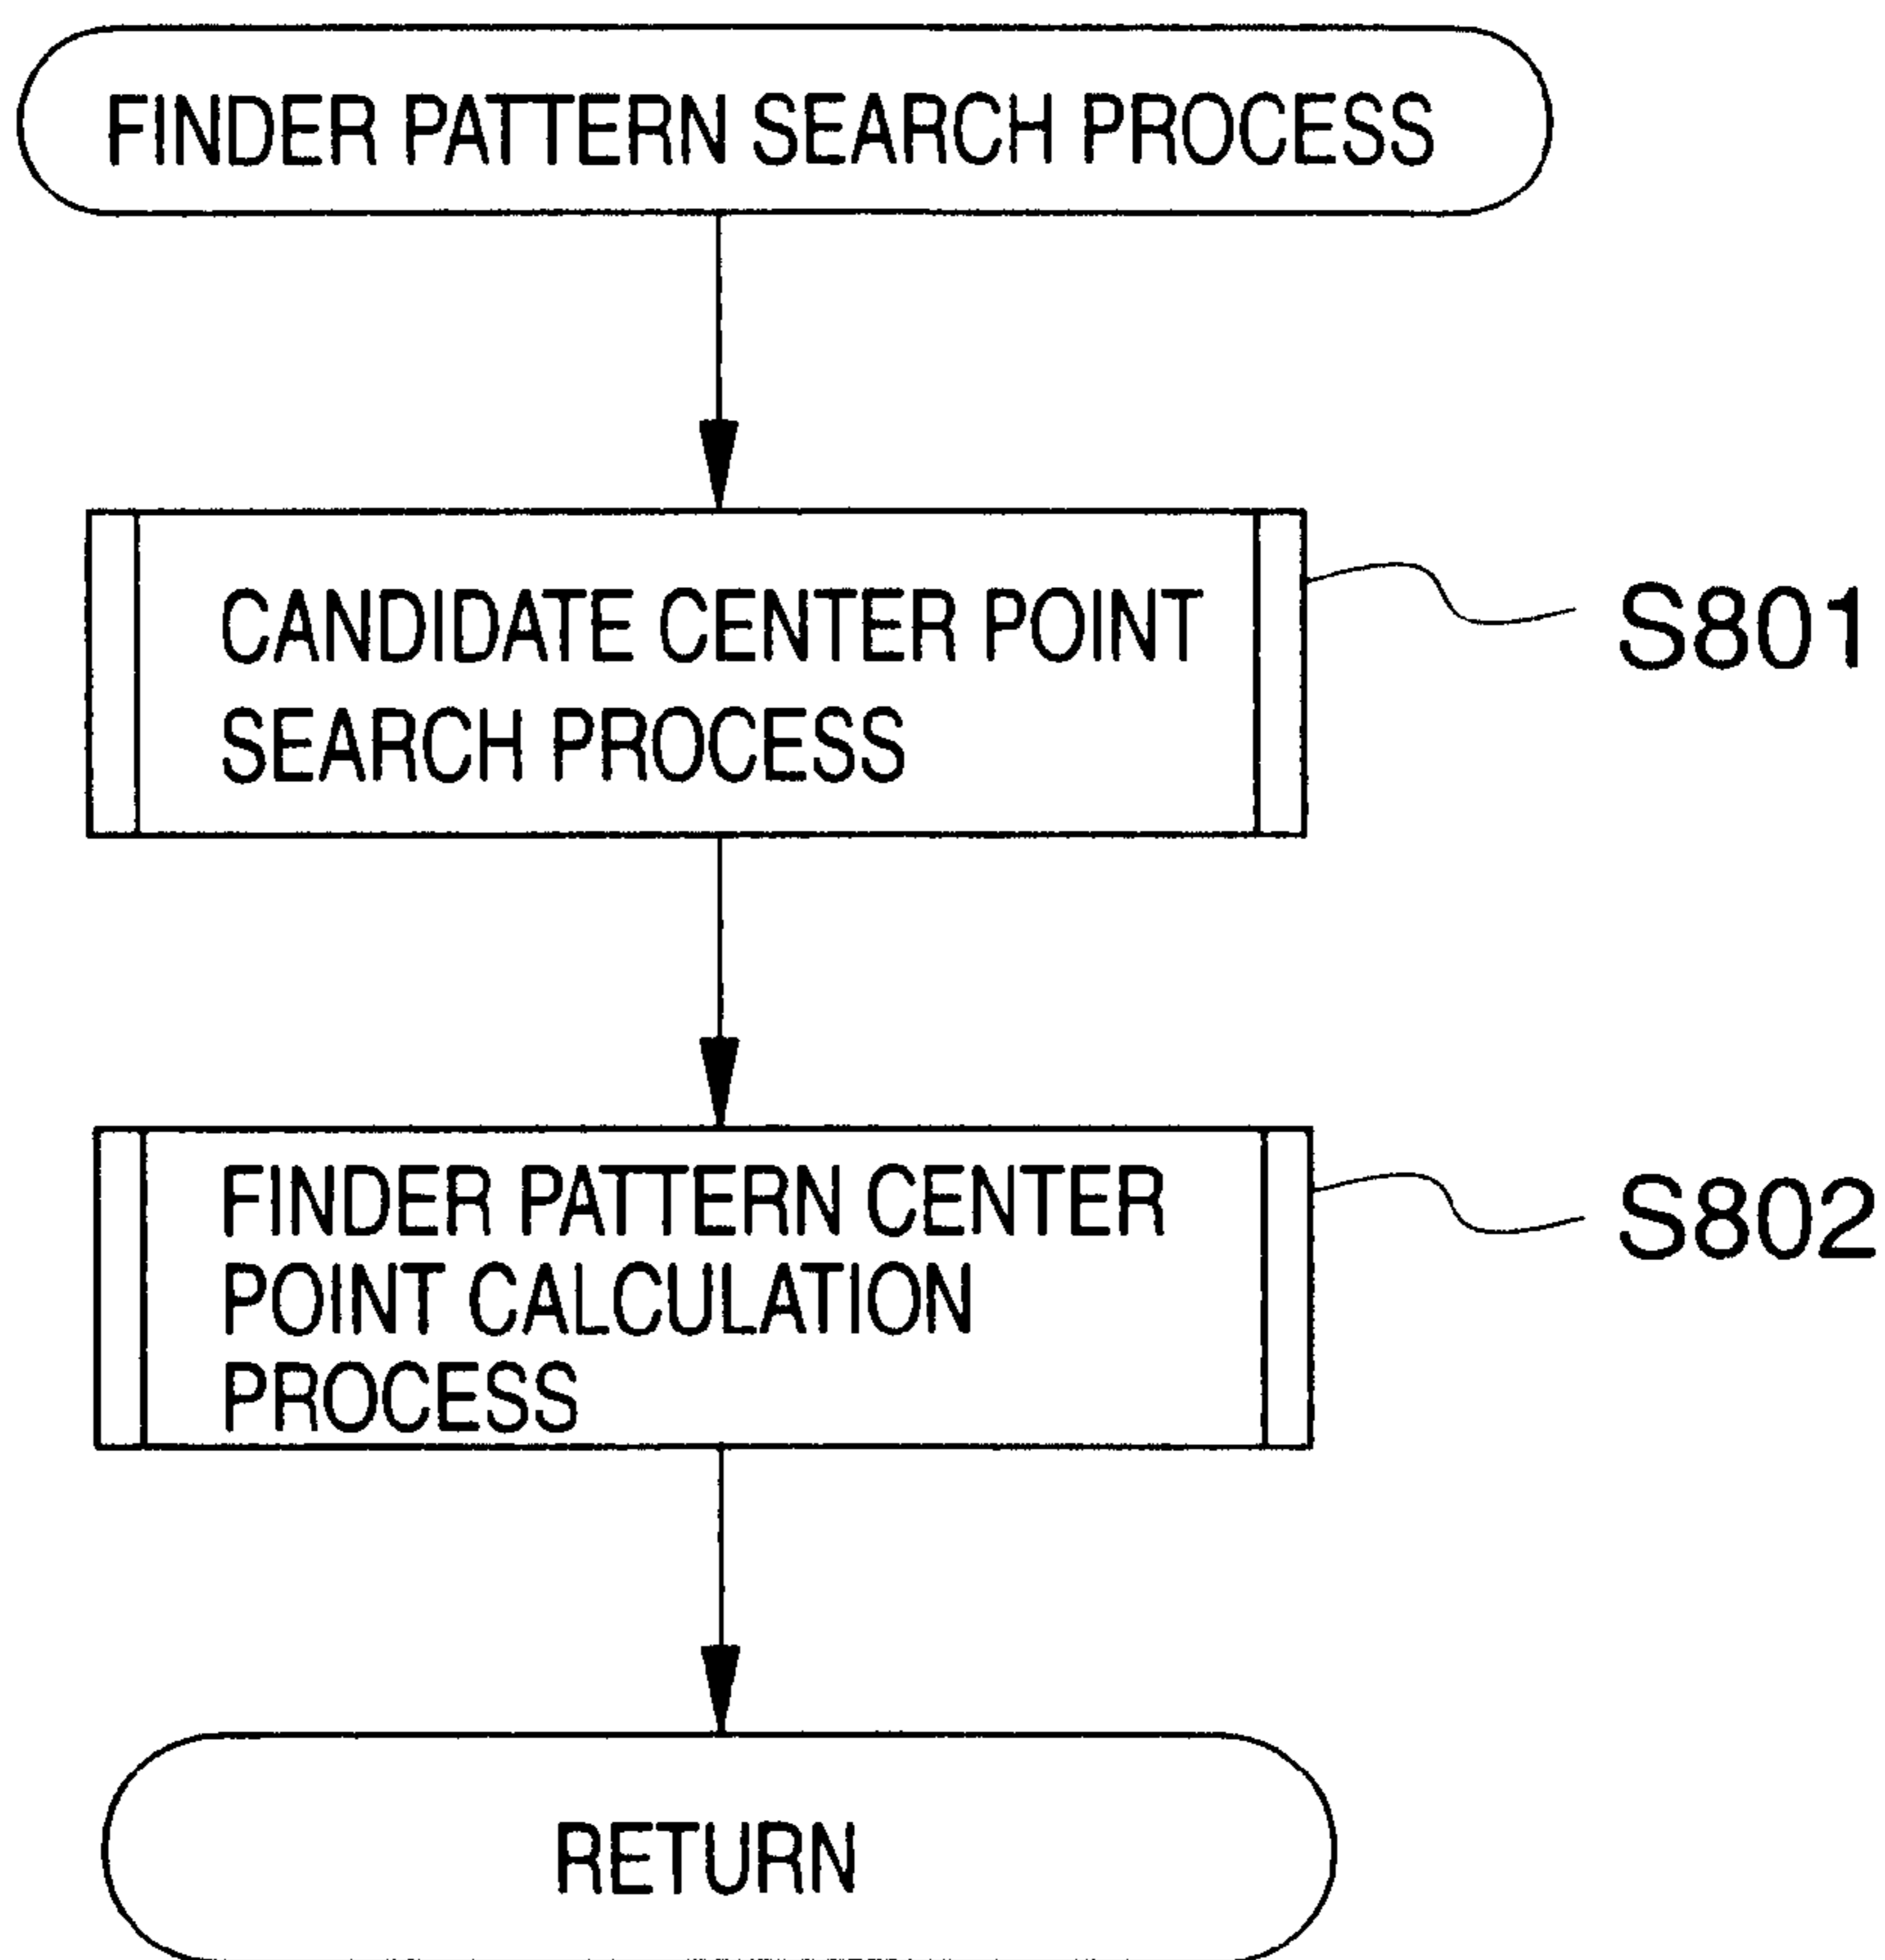 FINDER PATTERN SEARCH PROCESS
CANDIDATE CENTER POINT
SEARCH PROCESS
S801
FINDER PATTERN CENTER
POINT CALCULATION
PROCESS
S802
RETURN